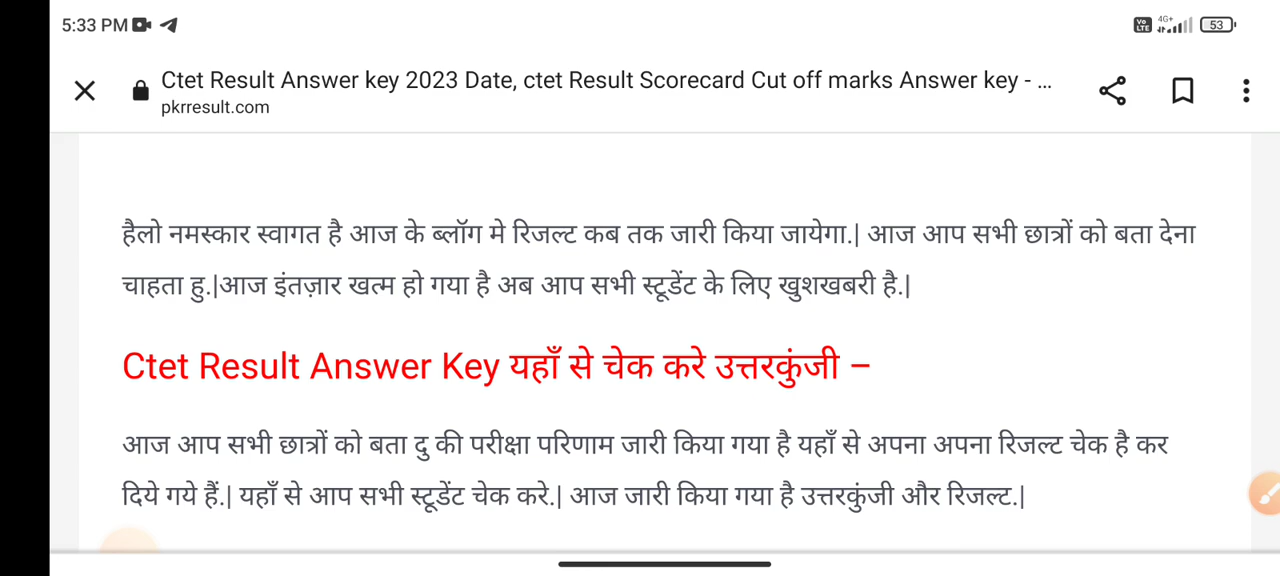 5:33 PM Vo LTE 4G+ 53
Ctet Result Answer key 2023 Date, ctet Result Scorecard Cut off marks Answer key - ...
pkrresult.com
हैलो नमस्कार स्वागत है आज के ब्लॉग मे रिजल्ट कब तक जारी किया जायेगा.| आज आप सभी छात्रों को बता देना
चाहता हु.|आज इंतज़ार खत्म हो गया है अब आप सभी स्टूडेंट के लिए खुशखबरी है.|
Ctet Result Answer Key यहाँ से चेक करे उत्तरकुंजी –
आज आप सभी छात्रों को बता दु की परीक्षा परिणाम जारी किया गया है यहाँ से अपना अपना रिजल्ट चेक है कर
दिये गये हैं.| यहाँ से आप सभी स्टूडेंट चेक करे.| आज जारी किया गया है उत्तरकुंजी और रिजल्ट.|